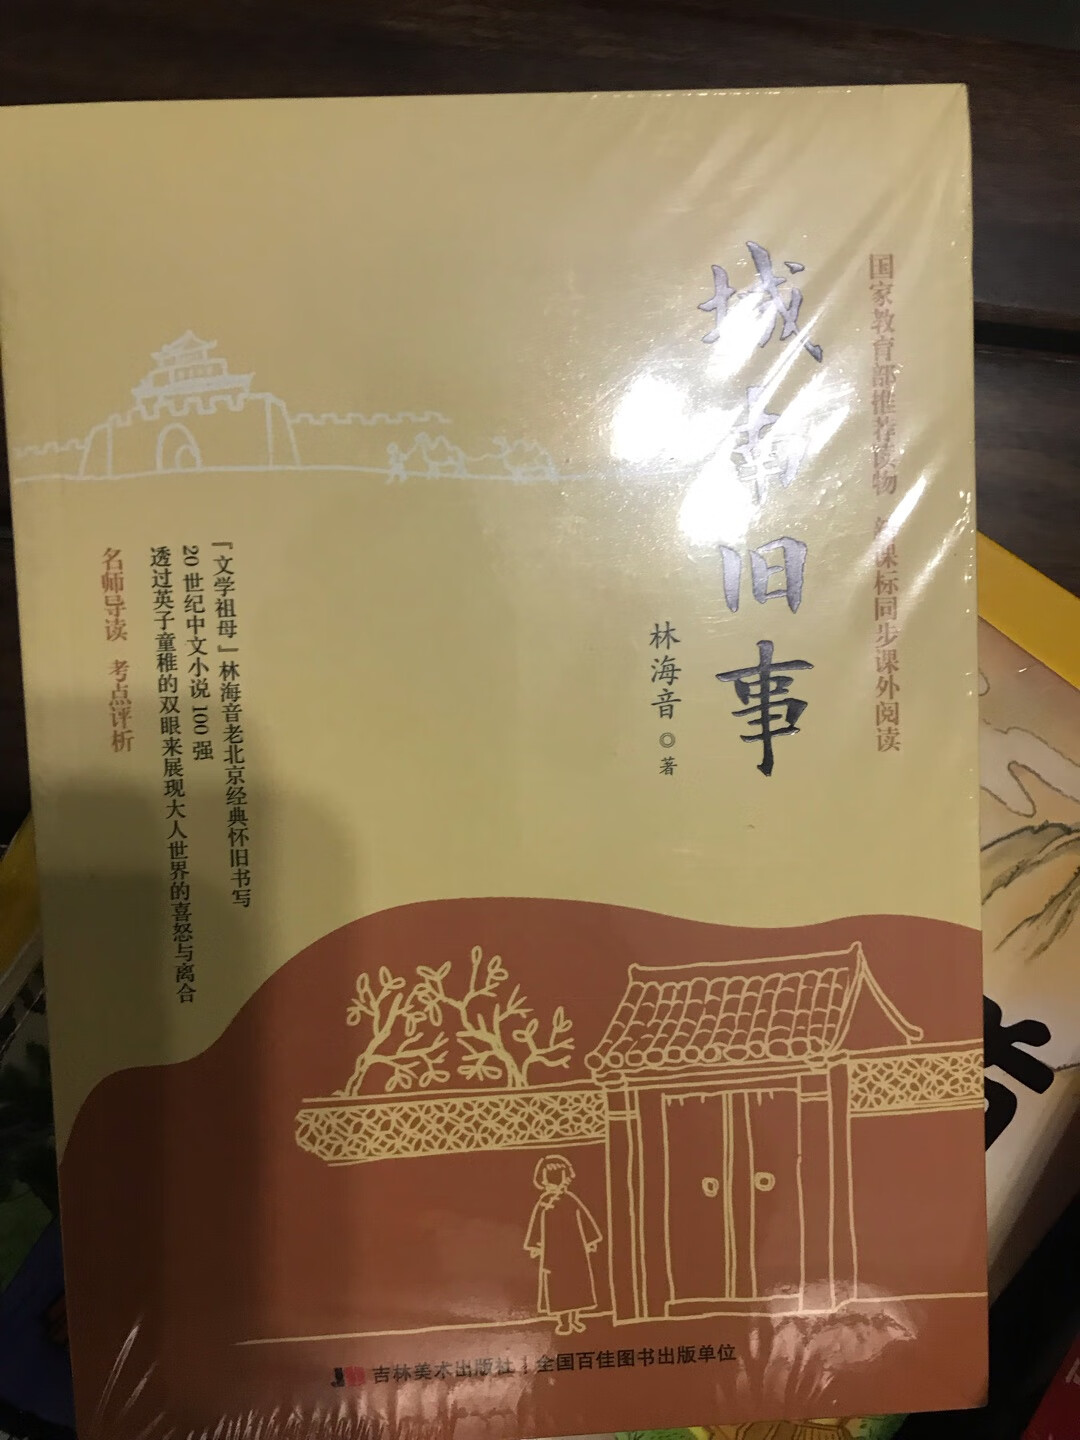 国家教育部推荐读物 新课标同步课外阅读
城南旧事
林海音◎著
『文学祖母』林海音老北京经典怀旧书写
20世纪中文小说100强
透过英子童稚的双眼来展现大人世界的喜怒与离合
名师导读 考点评析
吉林美术出版社 | 全国百佳图书出版单位